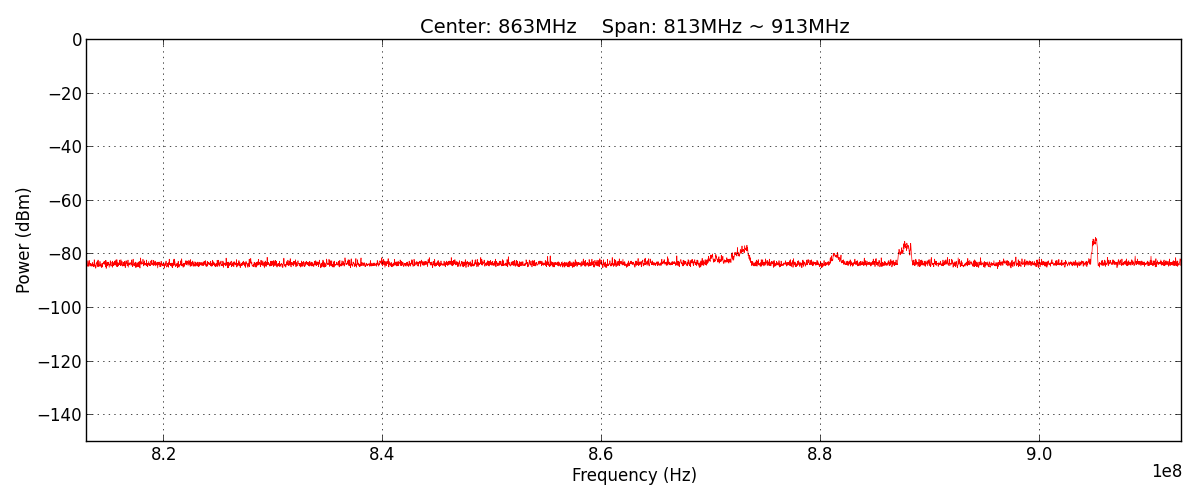 Center: 863MHz    Span: 813MHz ~ 913MHz
0
−20
−40
−60
−80
−100
−120
−140
Power (dBm)
8.2 8.4 8.6 8.8 9.0
1e8
Frequency (Hz)